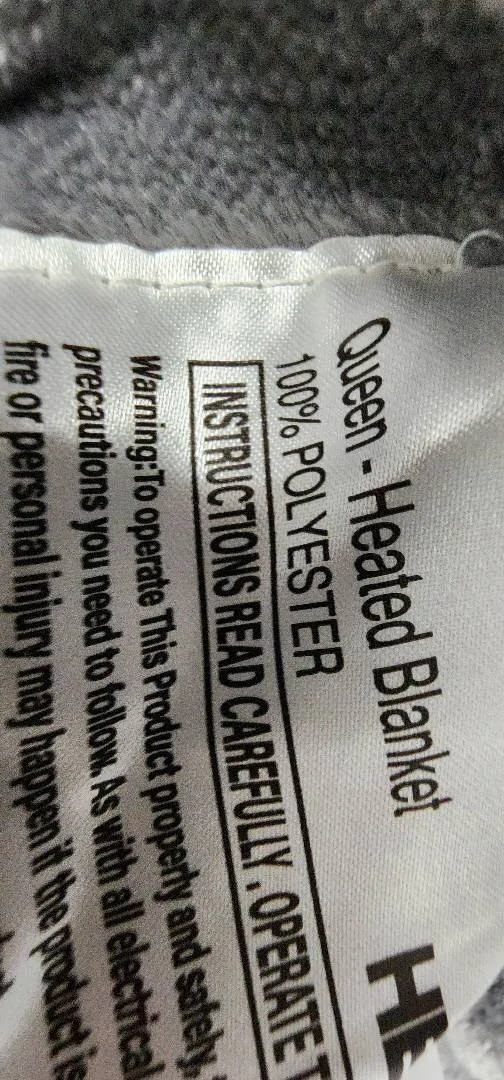 Queen - Heated Blanket
100% POLYESTER
INSTRUCTIONS READ CAREFULLY ,OPERATE
Warning:To operate This Product properly and safely,
precautions you need to follow. As with all electrical
fire or personal injury may happen if the product is